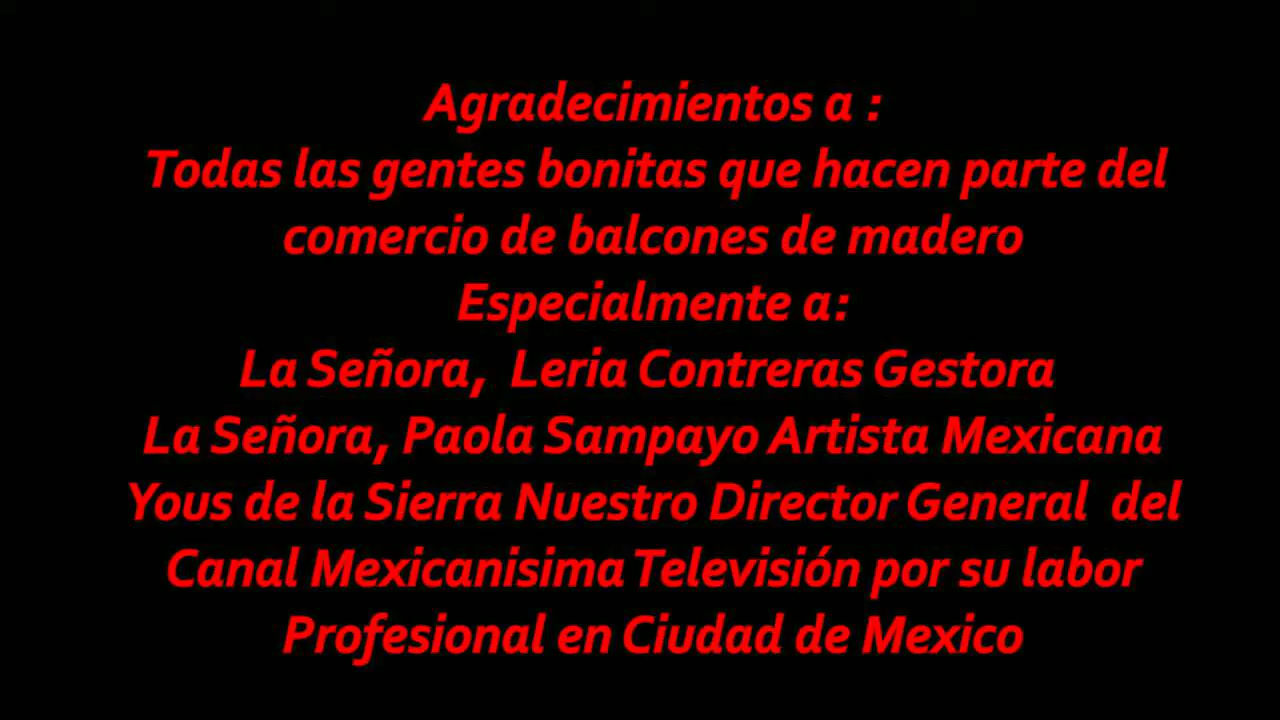 Agradecimientos a :
Todas las gentes bonitas que hacen parte del
comercio de balcones de madero
Especialmente a:
La Señora, Leria Contreras Gestora
La Señora, Paola Sampayo Artista Mexicana
Yous de la Sierra Nuestro Director General del
Canal Mexicanisima Televisión por su labor
Profesional en Ciudad de Mexico